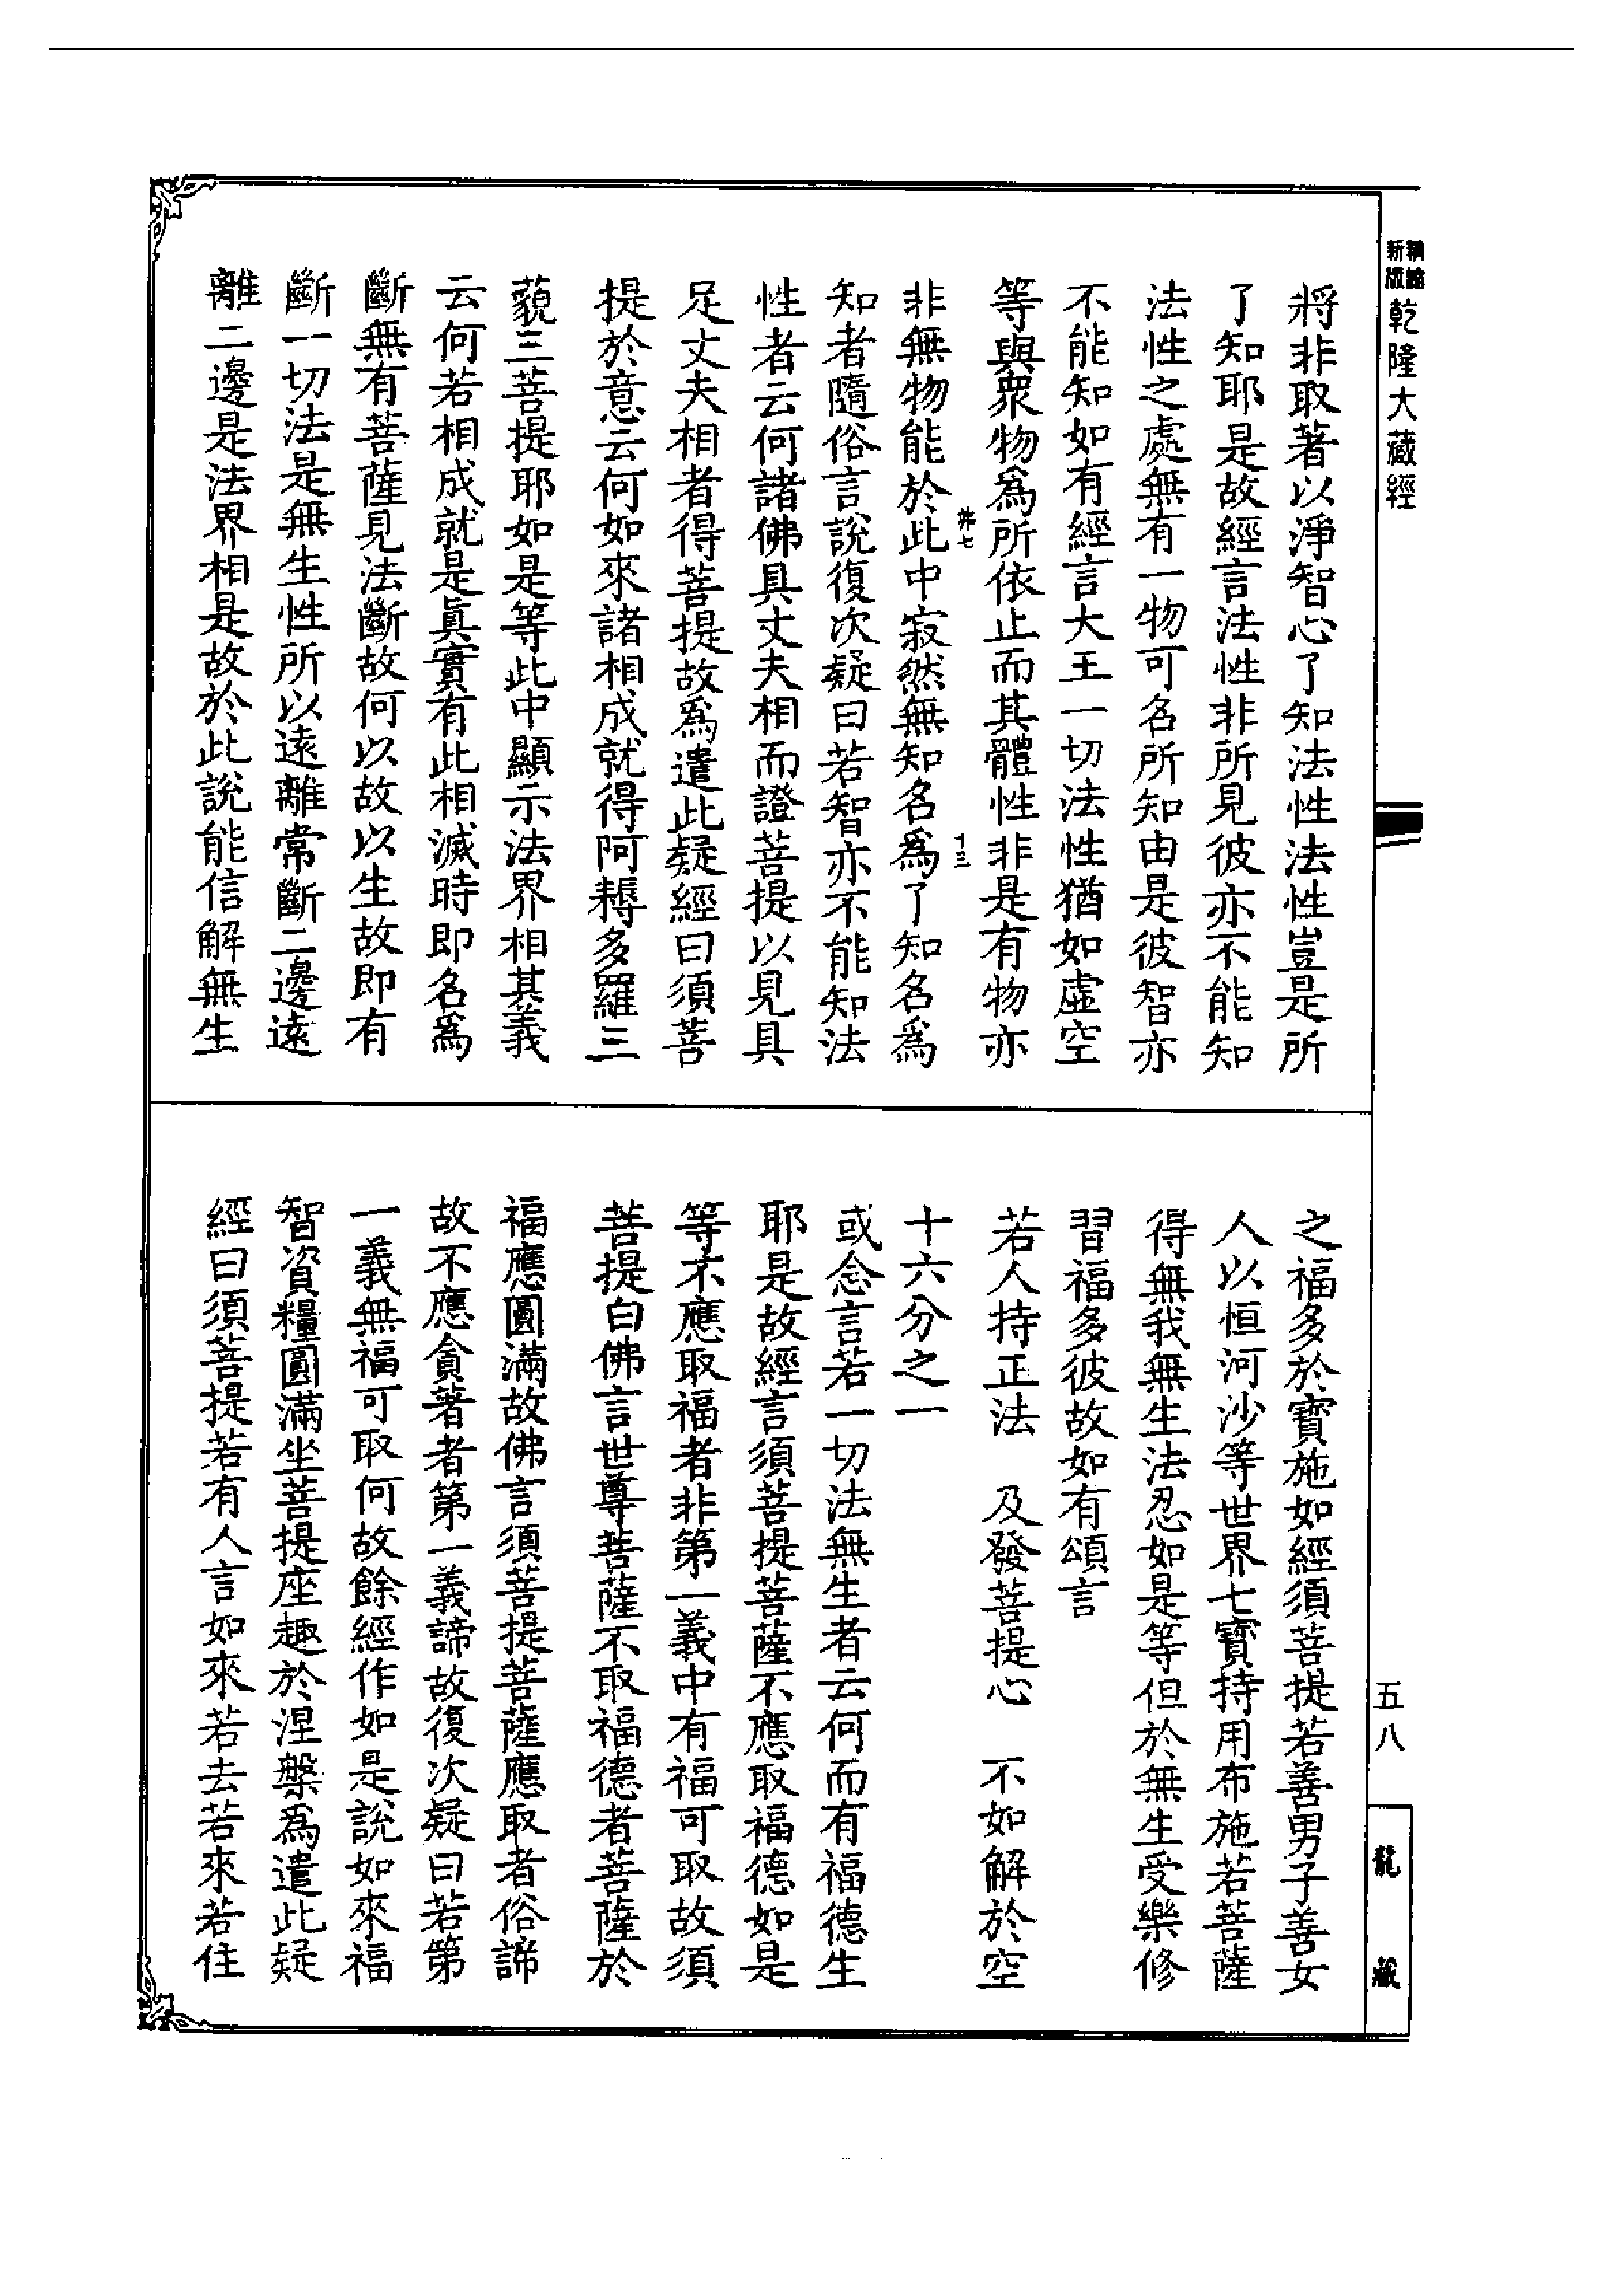 乾隆大藏經
將非取著以淨智心了知法性法性豈是所
了知耶是故經言法性非所見彼亦不能知
法性之處無有一物可名所知由是彼智亦
不能知如有經言大王一切法性猶如虛空
等與衆物爲所依止而其體性非是有物亦
十三
非無物能於此中寂然無知名爲了知名爲
知者隨俗言說復次疑曰若智亦不能知法
性者云何諸佛具丈夫相而證菩提以見具
足丈夫相者得菩提故爲遣此疑經曰須菩
提於意云何如來諸相成就得阿耨多羅三
藐三菩提耶如是等此中顯示法界相其義
云何若相成就是眞實有此相滅時即名爲
斷無有菩薩見法斷故何以故以生故即有
斷一切法是無生性所以遠離常斷二邊遠
離二邊是法界相是故於此說能信解無生
之福多於寶施如經須菩提若善男子善女
人以恒河沙等世界七寶持用布施若菩薩
得無我無生法忍如是等但於無生受樂修
習福多彼故如有頌言
若人持正法　及發菩提心　不如解於空
十六分之一
或念言若一切法無生者云何而有福德生
耶是故經言須菩提菩薩不應取福德如是
等不應取福者非第一義中有福可取故須
菩提白佛言世尊菩薩不取福德者菩薩於
福應圓滿故佛言須菩提菩薩應取者俗諦
故不應貪著者第一義諦故復次疑曰若第
一義無福可取何故餘經作如是說如來福
智資糧圓滿坐菩提座趣於涅槃爲遣此疑
經曰須菩提若有人言如來若去若來若住
五八
龍藏